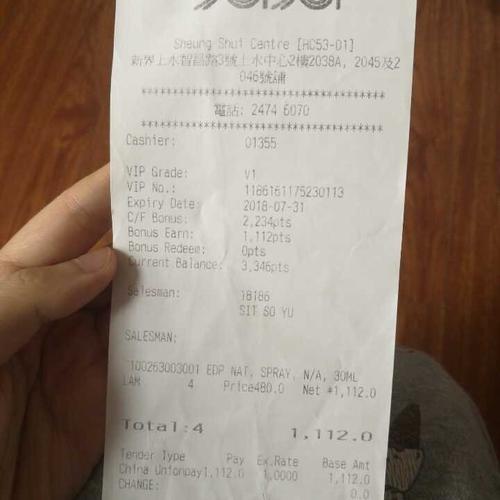 Sheung Shui Centre [HC53-D1]
新界上水智昌路3號上水中心2樓2038A, 2045及2
046號舖
****************************************
電話: 2474 6070
****************************************
Cashier: 01355
VIP Grade: V1
VIP No.: 1186161175230113
Expiry Date: 2018-07-31
C/F Bonus: 2,234pts
Bonus Earn: 1,112pts
Bonus Redeem: 0pts
Current Balance: 3,346pts
Salesman: 18186
SIT SO YU
SALESMAN:
100263003001 EDP NAT. SPRAY, N/A, 30ML
LAM 4 Price480.0 Net *1,112.0
Total:4 1,112.0
Tender Type Pay Ex.Rate Base Amt
China Unionpay1,112.0 1.0000 1,112.0
CHANGE: 0.0